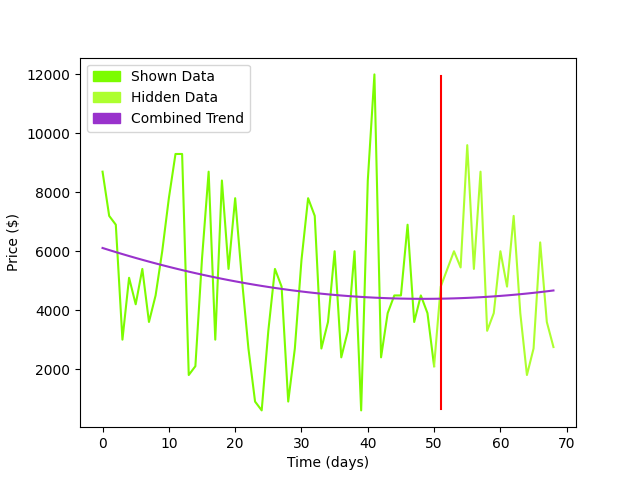 12000
10000
8000
6000
4000
2000
Price ($)
Shown Data
Hidden Data
Combined Trend
0 10 20 30 40 50 60 70
Time (days)